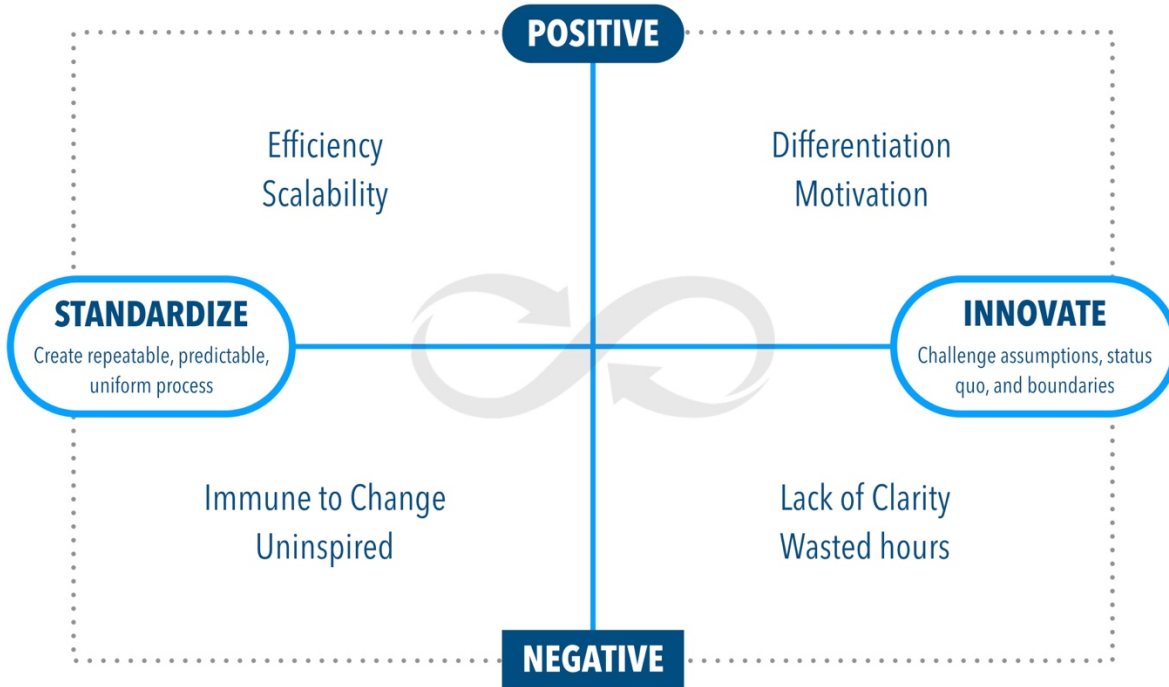 POSITIVE
Efficiency
Scalability
Differentiation
Motivation
STANDARDIZE
Create repeatable, predictable,
uniform process
INNOVATE
Challenge assumptions, status
quo, and boundaries
Immune to Change
Uninspired
Lack of Clarity
Wasted hours
NEGATIVE